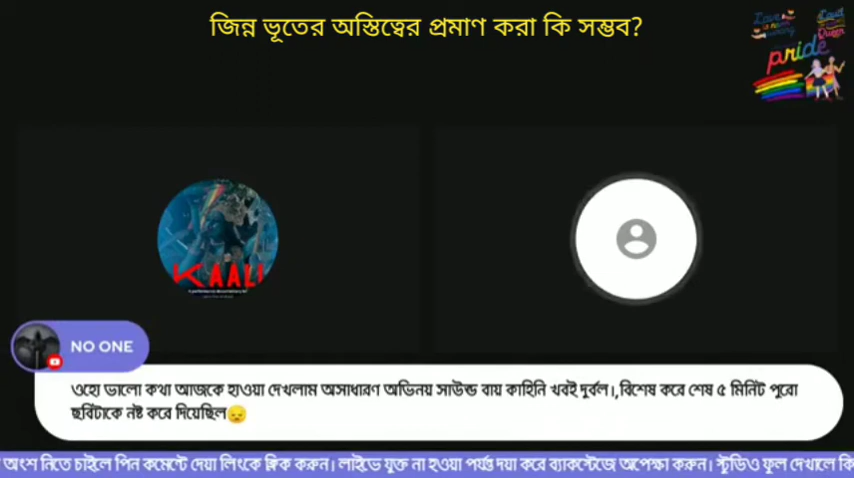 জিন্ন ভূতের অস্তিত্বের প্রমাণ করা কি সম্ভব?
pride
KAALI
NO ONE
ওহো ভালো কথা আজকে হাওয়া দেখলাম অসাধারণ অভিনয় সাউন্ড বায় কাহিনি খবই দুর্বল।,বিশেষ করে শেষ ৫ মিনিট পুরো
ছবিটাকে নষ্ট করে দিয়েছিল😞
অংশ নিতে চাইলে পিন কমেন্টে দেয়া লিংকে ক্লিক করুন। লাইভে যুক্ত না হওয়া পর্যন্ত দয়া করে ব্যাকস্টেজে অপেক্ষা করুন। স্টুডিও ফুল দেখালে কি